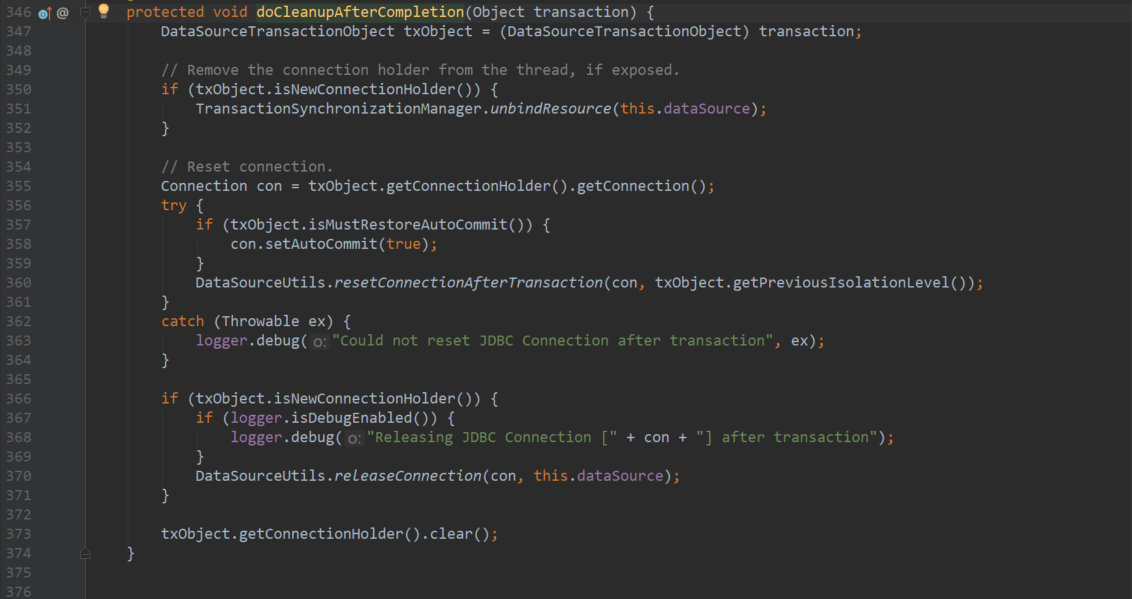 346 @ protected void doCleanupAfterCompletion(Object transaction) {
347 DataSourceTransactionObject txObject = (DataSourceTransactionObject) transaction;
348
349 // Remove the connection holder from the thread, if exposed.
350 if (txObject.isNewConnectionHolder()) {
351 TransactionSynchronizationManager.unbindResource(this.dataSource);
352 }
353
354 // Reset connection.
355 Connection con = txObject.getConnectionHolder().getConnection();
356 try {
357 if (txObject.isMustRestoreAutoCommit()) {
358 con.setAutoCommit(true);
359 }
360 DataSourceUtils.resetConnectionAfterTransaction(con, txObject.getPreviousIsolationLevel());
361 }
362 catch (Throwable ex) {
363 logger.debug( o: "Could not reset JDBC Connection after transaction", ex);
364 }
365
366 if (txObject.isNewConnectionHolder()) {
367 if (logger.isDebugEnabled()) {
368 logger.debug( o: "Releasing JDBC Connection [" + con + "] after transaction");
369 }
370 DataSourceUtils.releaseConnection(con, this.dataSource);
371 }
372
373 txObject.getConnectionHolder().clear();
374 }
375
376